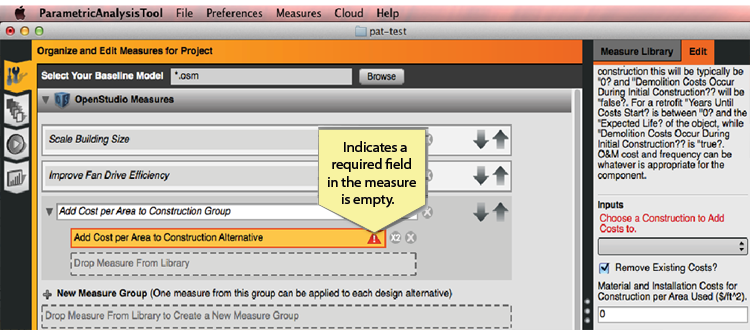 ParametricAnalysisTool File Preferences Measures Cloud Help
pat-test
Organize and Edit Measures for Project
Select Your Baseline Model *.osm Browse
OpenStudio Measures
Scale Building Size
Improve Fan Drive Efficiency
Add Cost per Area to Construction Group
Add Cost per Area to Construction Alternative
x2
Drop Measure From Library
New Measure Group (One measure from this group can be applied to each design alternative)
Drop Measure From Library to Create a New Measure Group
Indicates a
required field
in the measure
is empty.
Measure Library Edit
construction this will be typically be
"0? and "Demolition Costs Occur
During Initial Construction?? will be
"false?. For a retrofit "Years Until
Costs Start? is between "0? and the
"Expected Life? of the object, while
"Demolition Costs Occur During
Initial Construction?? is "true?.
O&M cost and frequency can be
whatever is appropriate for the
component.
Inputs
Choose a Construction to Add
Costs to.
Remove Existing Costs?
Material and Installation Costs for
Construction per Area Used ($/ft^2).
0